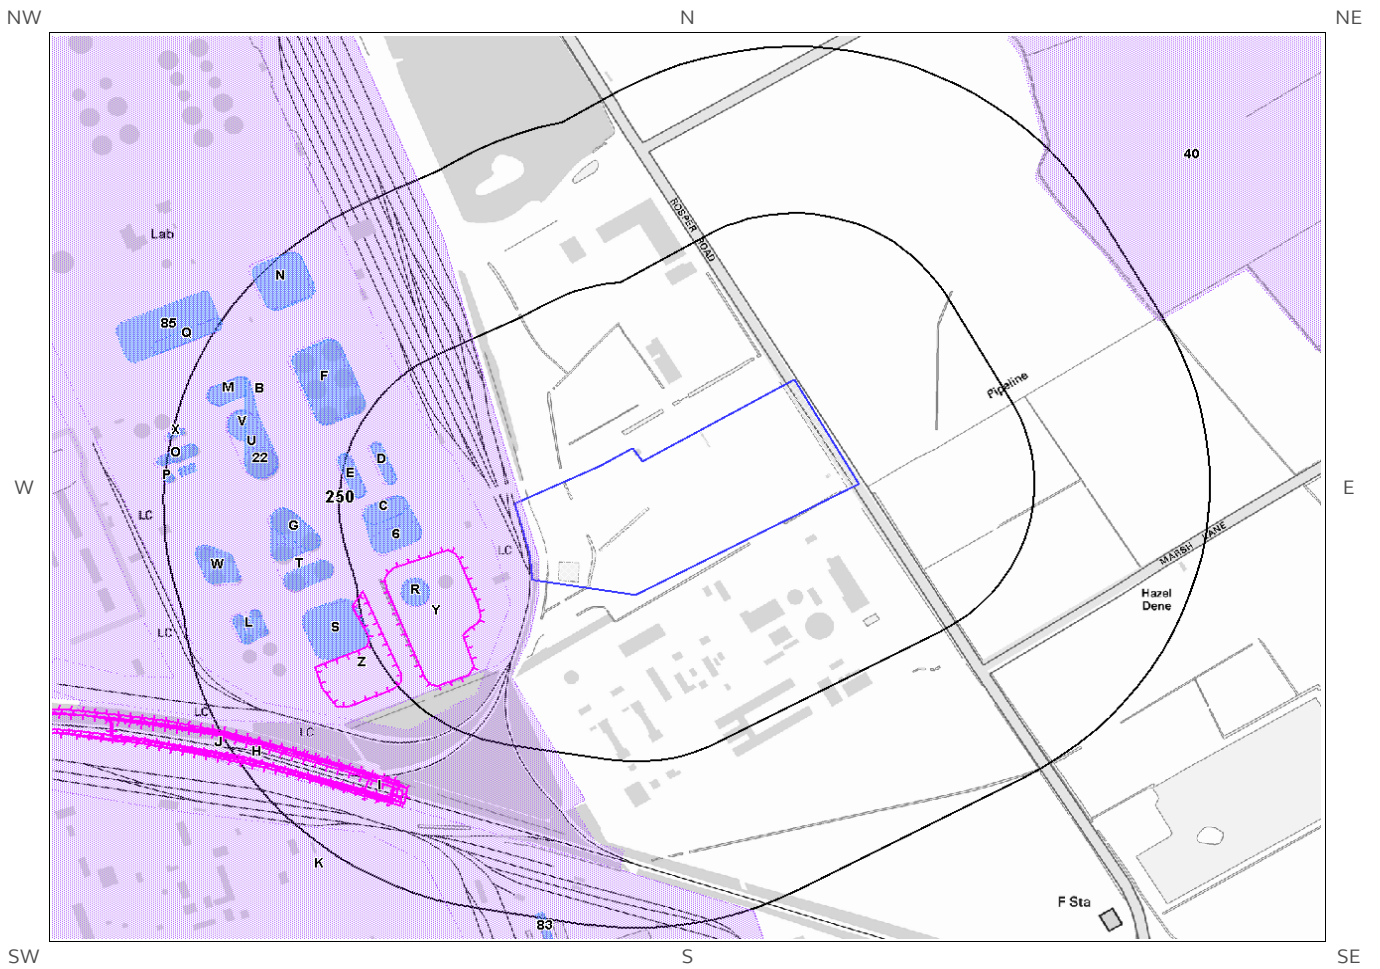 NW N NE
40
ROSPER ROAD
Lab
N
85
Q
F
Pipeline
M B
V
X
U
O
22
D
P
E
W
250
E
C
LC
G
6
MARSH LANE
LC
W
T
R
Hazel
Dene
Y
L
S
LC
Z
LC
LC
J
H
I
K
F Sta
83
SW S SE